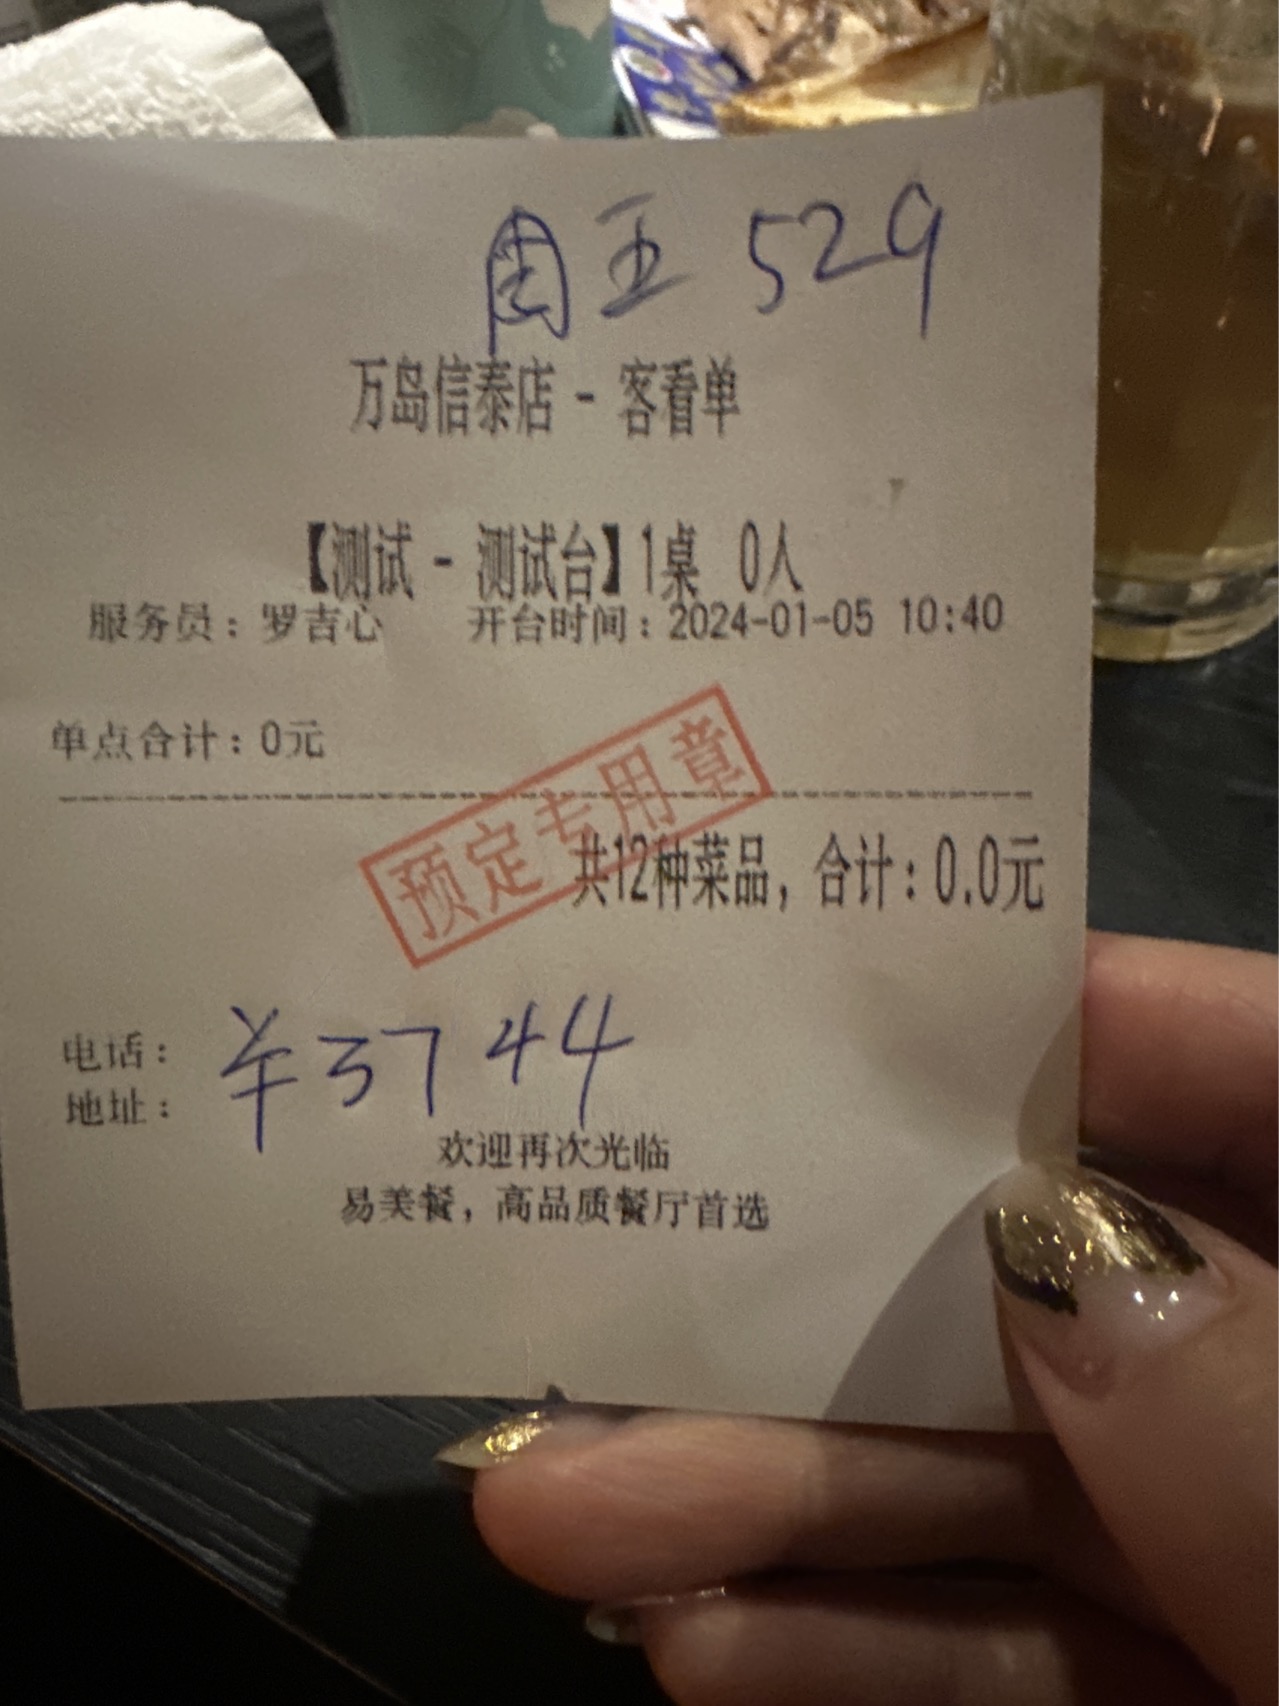 周五 529
万岛信泰店 - 客看单
【测试 - 测试台】1桌 0人
服务员：罗吉心 开台时间：2024-01-05 10:40
单点合计：0元
预定专用章
共12种菜品，合计：0.0元
电话：
¥3744
地址：
欢迎再次光临
易美餐，高品质餐厅首选